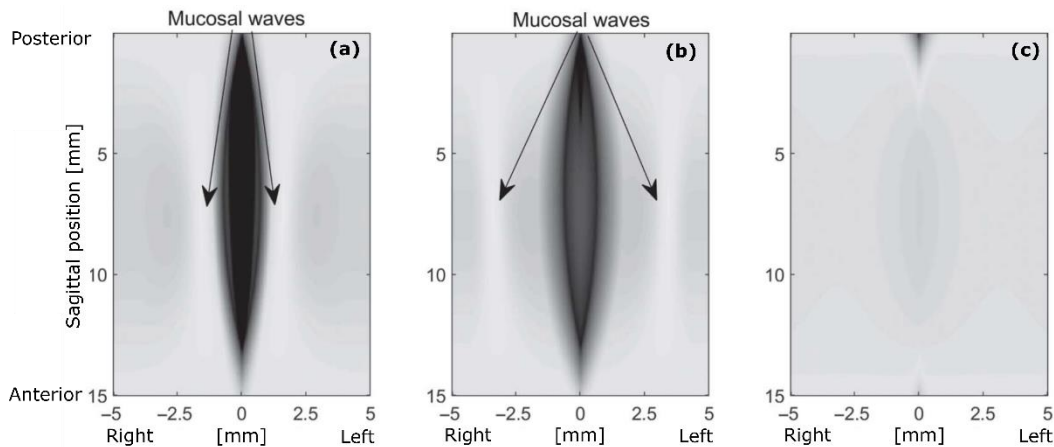 Mucosal waves
Mucosal waves
Posterior
(a)
(b)
(c)
Sagittal position [mm]
5
10
15
Anterior
−5
−2.5
0
2.5
5
Right
[mm]
Left
5
10
15
−5
−2.5
0
2.5
5
Right
[mm]
Left
5
10
15
−5
−2.5
0
2.5
5
Right
[mm]
Left